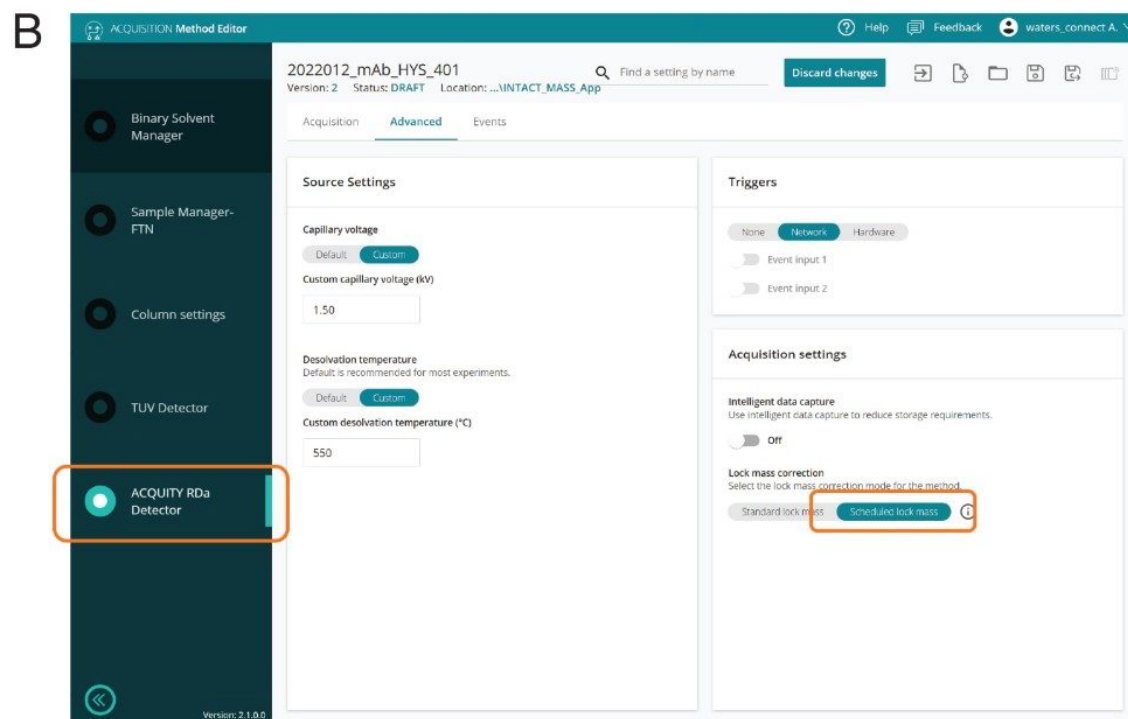 B
ACQUISITION Method Editor
Help
Feedback
waters_connect A.
2022012_mAb_HYS_401
Find a setting by name
Discard changes
Version: 2 Status: DRAFT Location: ...\INTACT_MASS_App
Binary Solvent
Manager
Sample Manager-
FTN
Column settings
TUV Detector
ACQUITY RDa
Detector
Version: 2.1.0.0
Acquisition Advanced Events
Source Settings
Capillary voltage
Default Custom
Custom capillary voltage (kV)
1.50
Desolvation temperature
Default is recommended for most experiments.
Default Custom
Custom desolvation temperature (°C)
550
Triggers
None Network Hardware
Event input 1
Event input 2
Acquisition settings
Intelligent data capture
Use intelligent data capture to reduce storage requirements.
Off
Lock mass correction
Select the lock mass correction mode for the method.
Standard lock mass Scheduled lock mass